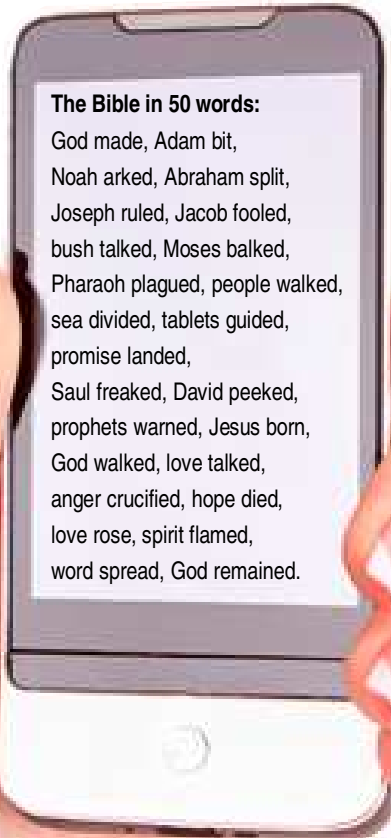 The Bible in 50 words:
God made, Adam bit,
Noah arked, Abraham split,
Joseph ruled, Jacob fooled,
bush talked, Moses balked,
Pharaoh plagued, people walked,
sea divided, tablets guided,
promise landed,
Saul freaked, David peeked,
prophets warned, Jesus born,
God walked, love talked,
anger crucified, hope died,
love rose, spirit flamed,
word spread, God remained.